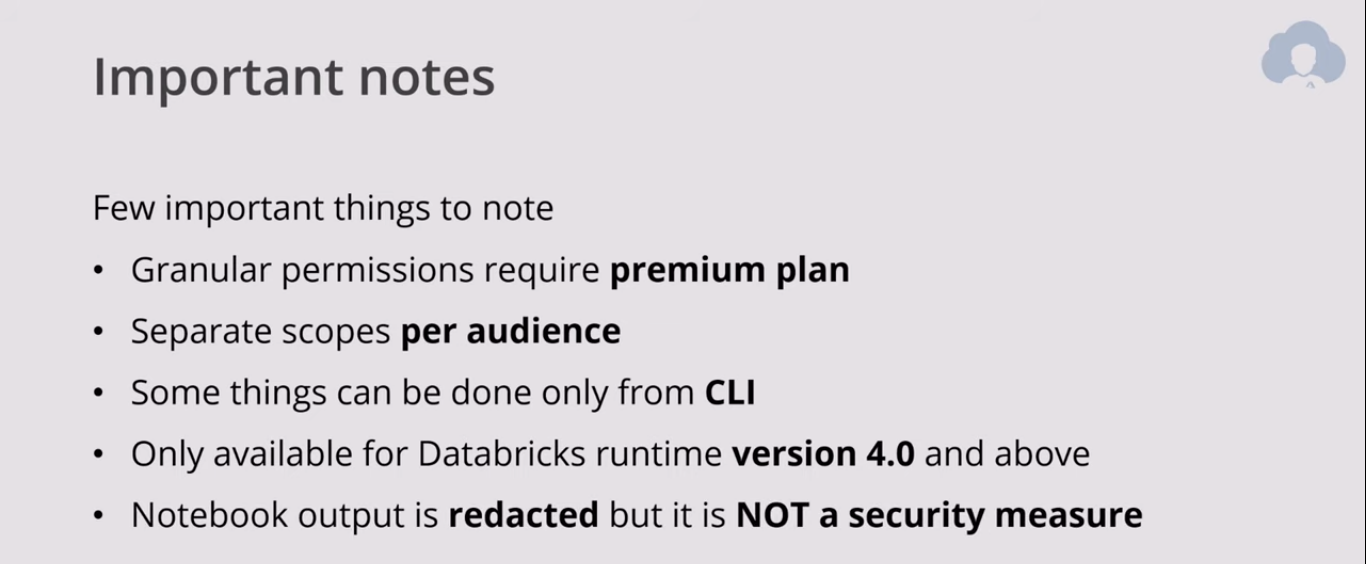 Important notes
Few important things to note
• Granular permissions require premium plan
• Separate scopes per audience
• Some things can be done only from CLI
• Only available for Databricks runtime version 4.0 and above
• Notebook output is redacted but it is NOT a security measure